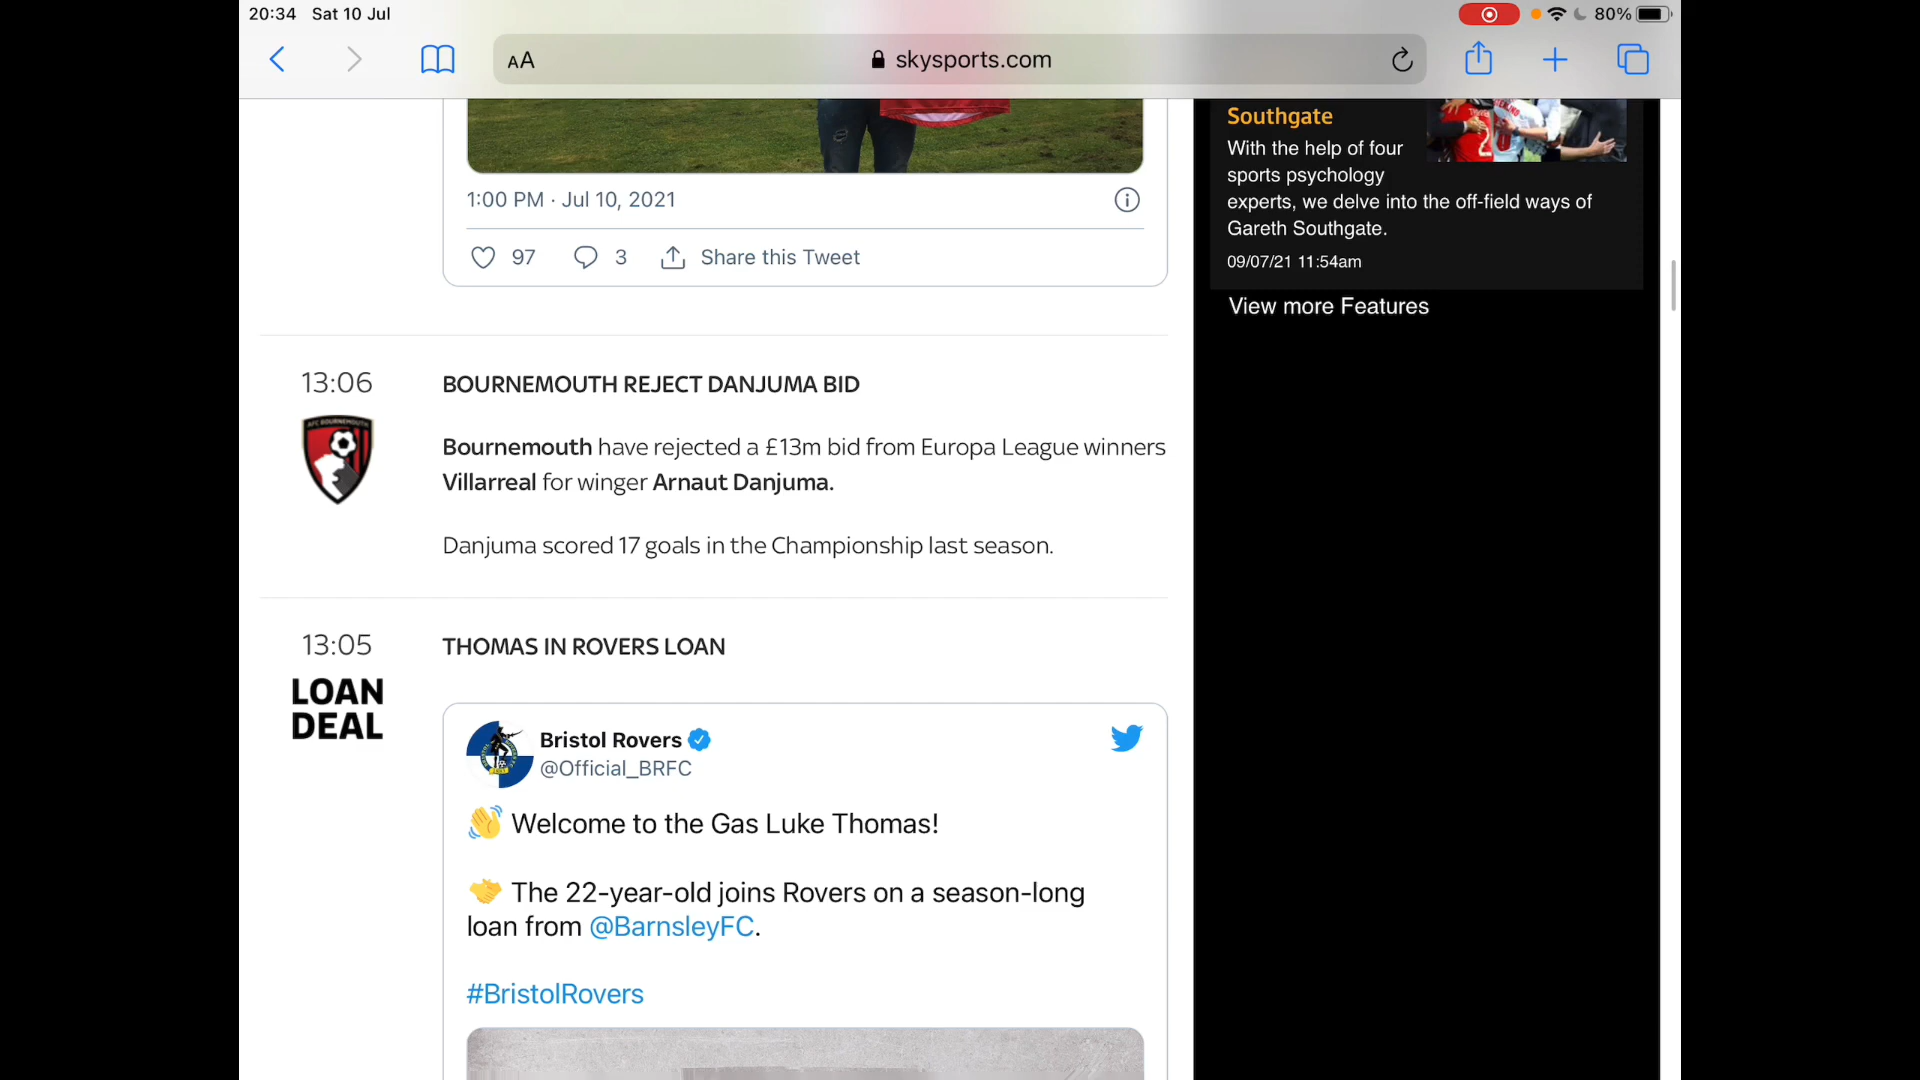 20:34 Sat 10 Jul
80%
AA
skysports.com
1:00 PM · Jul 10, 2021
97 3 Share this Tweet
13:06
BOURNEMOUTH REJECT DANJUMA BID
AFC BOURNEMOUTH
Bournemouth have rejected a £13m bid from Europa League winners
Villarreal for winger Arnaut Danjuma.
Danjuma scored 17 goals in the Championship last season.
13:05
THOMAS IN ROVERS LOAN
LOAN
DEAL
Bristol Rovers
@Official_BRFC
👋 Welcome to the Gas Luke Thomas!
🤝 The 22-year-old joins Rovers on a season-long
loan from @BarnsleyFC.
#BristolRovers
Southgate
With the help of four
sports psychology
experts, we delve into the off-field ways of
Gareth Southgate.
09/07/21 11:54am
View more Features
2